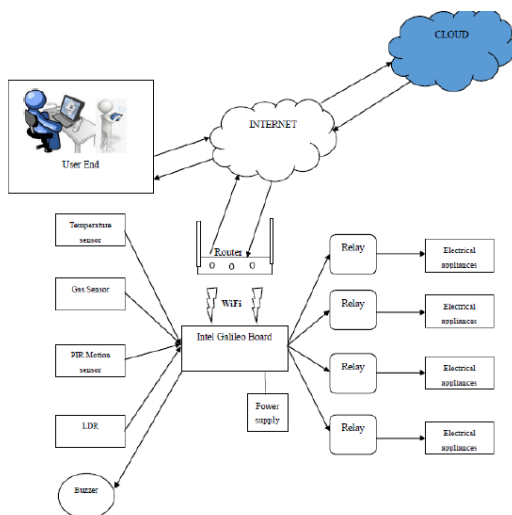 CLOUD
INTERNET
User End
Temperature
sensor
Gas Sensor
PIR Motion
sensor
LDR
Buzzer
Router
WiFi
Intel Galileo Board
Power
supply
Relay
Electrical
appliances
Relay
Electrical
appliances
Relay
Electrical
appliances
Relay
Electrical
appliances